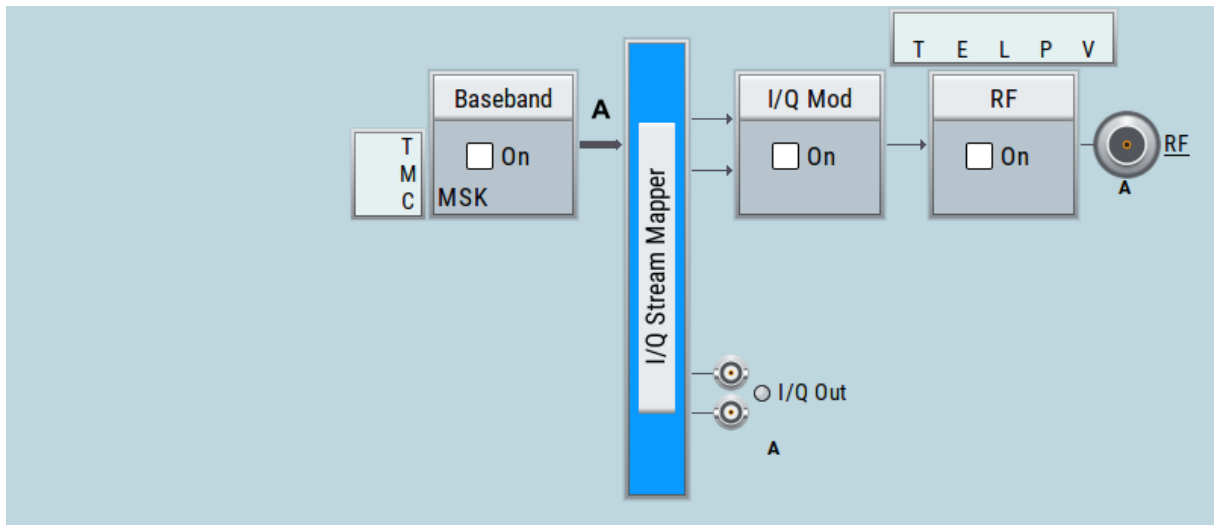 T E L P V
Baseband
A
I/Q Mod
RF
T
M
C
On
On
On
RF
A
MSK
I/Q Stream Mapper
I/Q Out
A